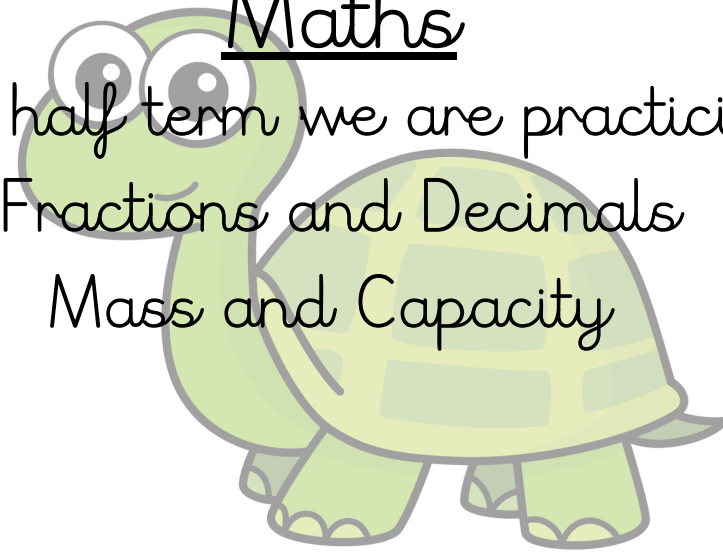 Maths
half term we are practici
Fractions and Decimals
Mass and Capacity